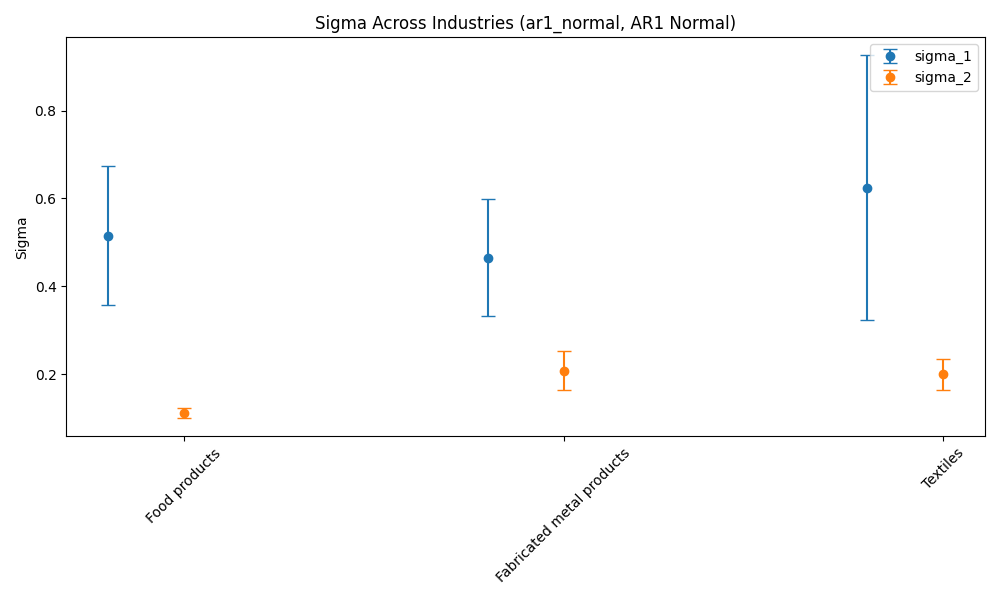 Sigma Across Industries (ar1_normal, AR1 Normal)
sigma_1
sigma_2
Sigma
0.8
0.6
0.4
0.2
Food products
Fabricated metal products
Textiles